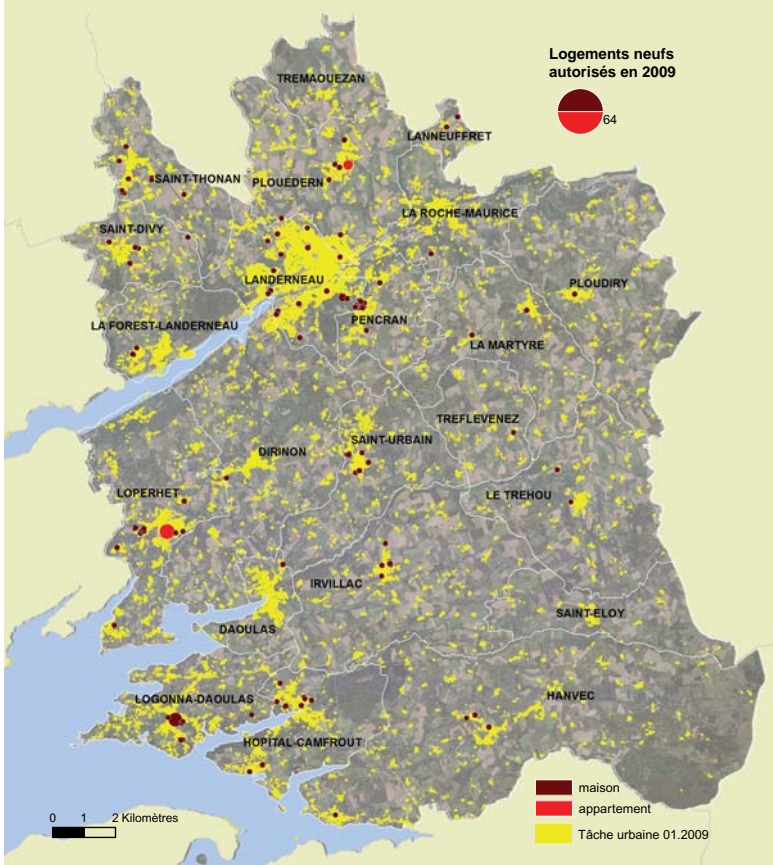 Logements neufs
autorisés en 2009
64
TREMAOUEZAN
LANNEUFFRET
SAINT-THONAN
PLOUEDERN
LA ROCHE-MAURICE
SAINT-DIVY
LANDERNEAU
PLOUDIRY
LA FOREST-LANDERNEAU
PENCRAN
LA MARTYRE
TREFLEVENEZ
SAINT-URBAIN
DIRINON
LOPERHET
LE TREHOU
IRVILLAC
SAINT-ELOY
DAOULAS
LOGONNA-DAOULAS
HANVEC
HOPITAL-CAMFROUT
maison
appartement
Tâche urbaine 01.2009
0 1 2 Kilomètres